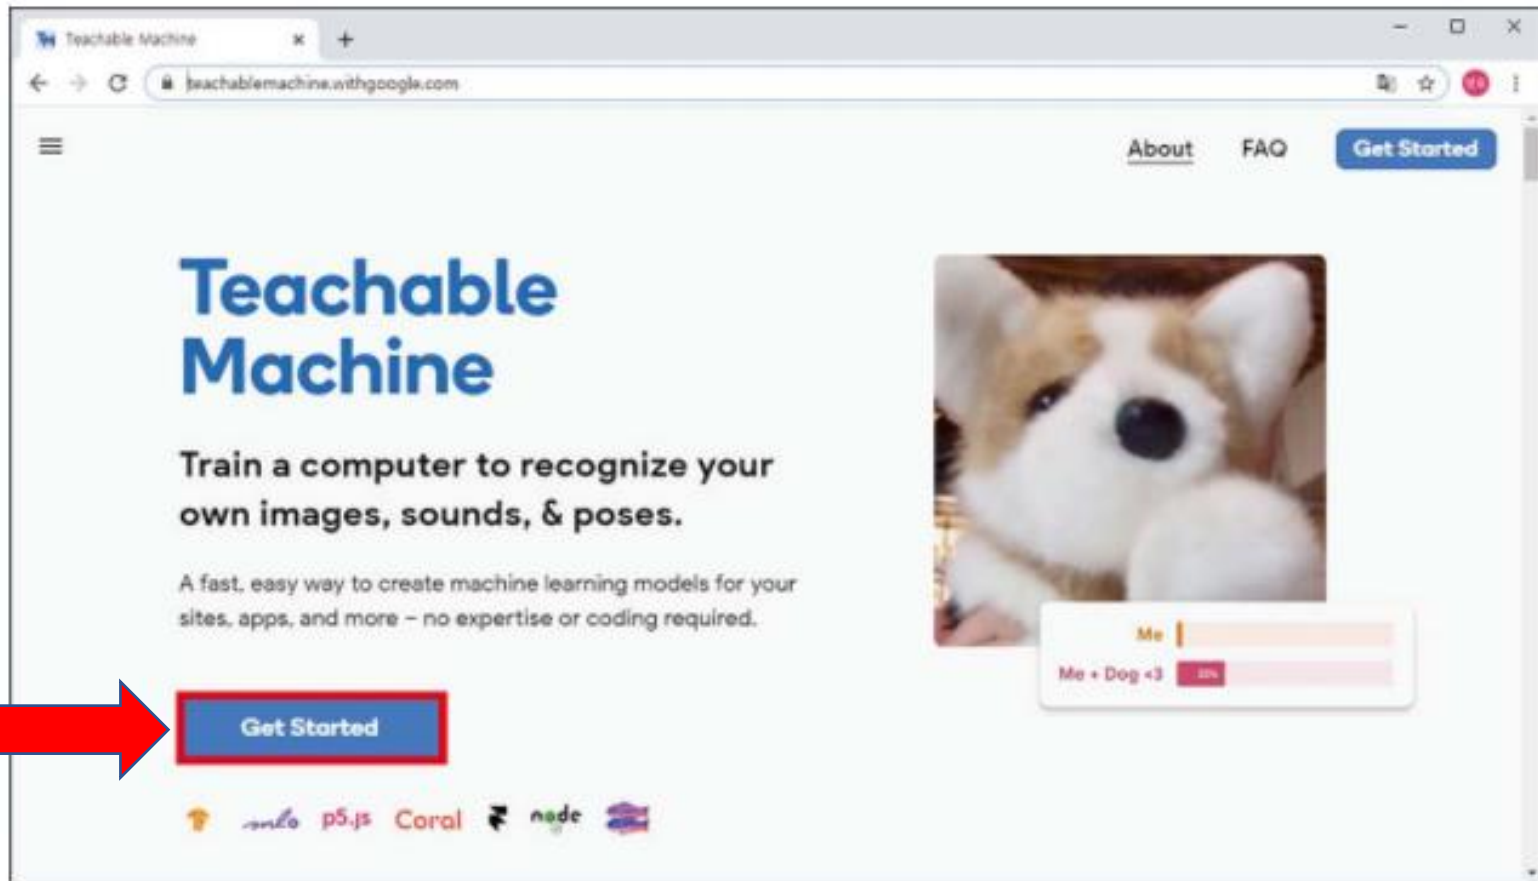 Teachable Machine
teachablemachine.withgoogle.com
About FAQ Get Started
Teachable
Machine
Train a computer to recognize your
own images, sounds, & poses.
A fast, easy way to create machine learning models for your
sites, apps, and more – no expertise or coding required.
Me
Me + Dog <3
Get Started
p5.js Coral node